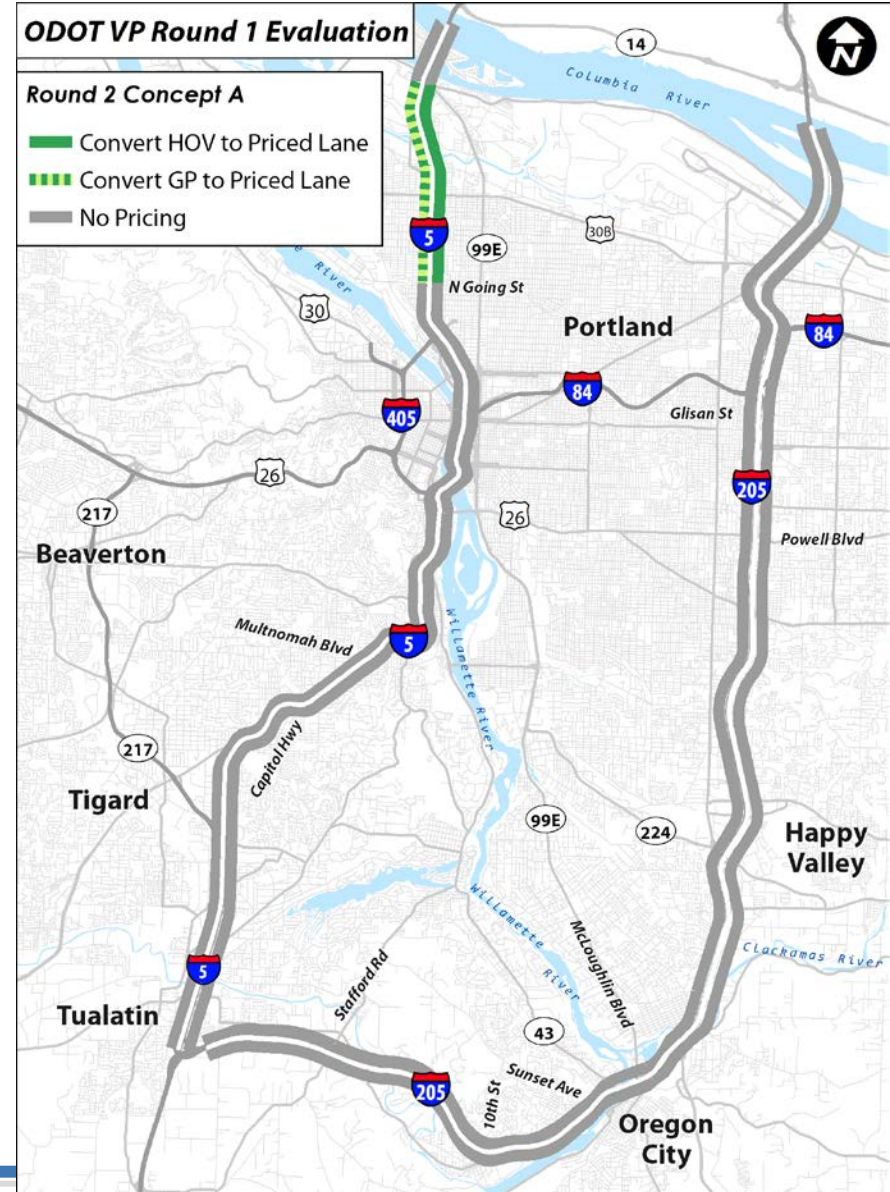 ODOT VP Round 1 Evaluation
Round 2 Concept A
Convert HOV to Priced Lane
Convert GP to Priced Lane
No Pricing
N
14
Columbia River
5
99E
30B
N Going St
River
30
Portland
84
84
405
Glisan St
26
205
217
26
Powell Blvd
Beaverton
Multnomah Blvd
5
Willamette River
217
Capitol Hwy
Tigard
99E
224
Happy
Valley
Willamette
River
McLoughlin Blvd
Clackamas River
5
Stafford Rd
Tualatin
43
205
10th St
Sunset Ave
Oregon
City